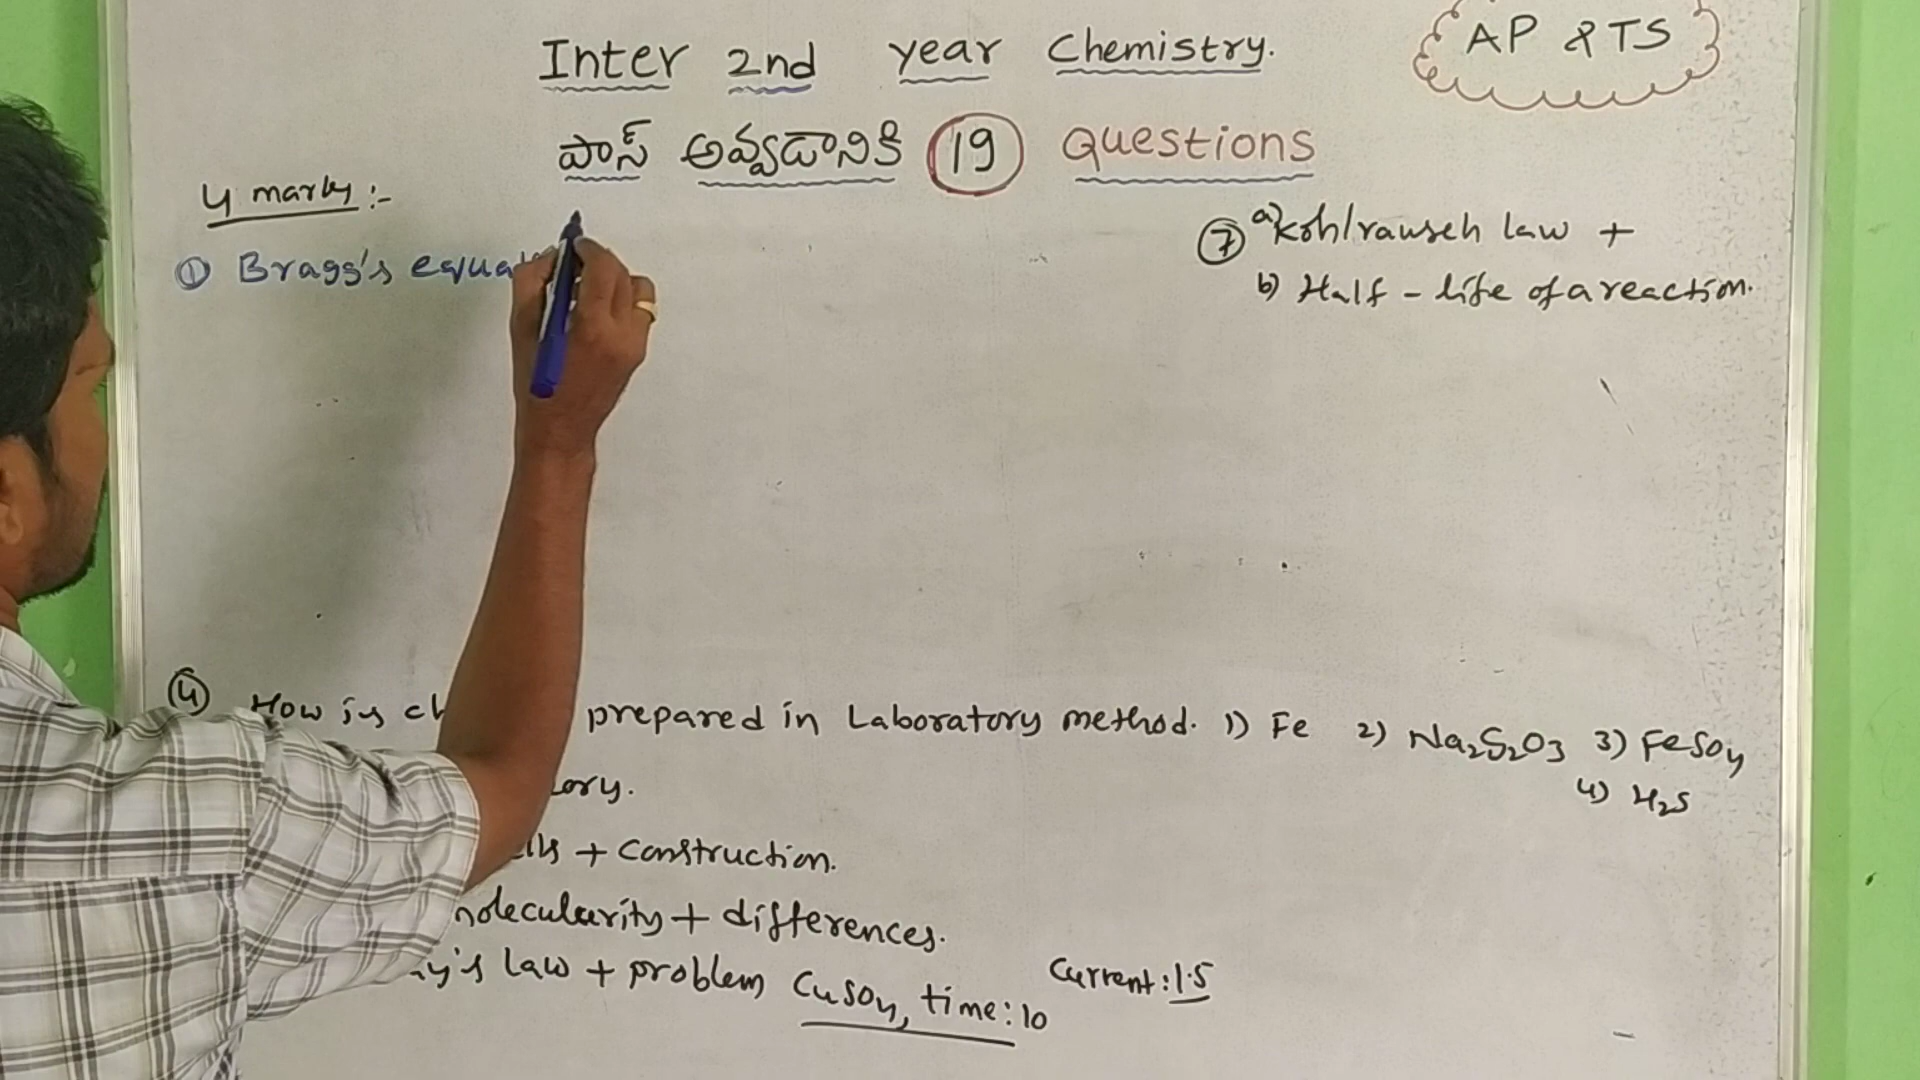 Inter 2nd year Chemistry.
AP & TS
పాస్ అవ్వడానికి 19 Questions
4 marks :-
① Bragg's
⑦ a) Kohlrausch law +
b) Half - life of a reaction.
④ How is prepared in Laboratory method. 1) Fe 2) Na₂S₂O₃ 3) FeSO₄
4) H₂S
+ Construction.
molecularity + differences.
law + problem CuSO₄, time: 10 Current: 1.5